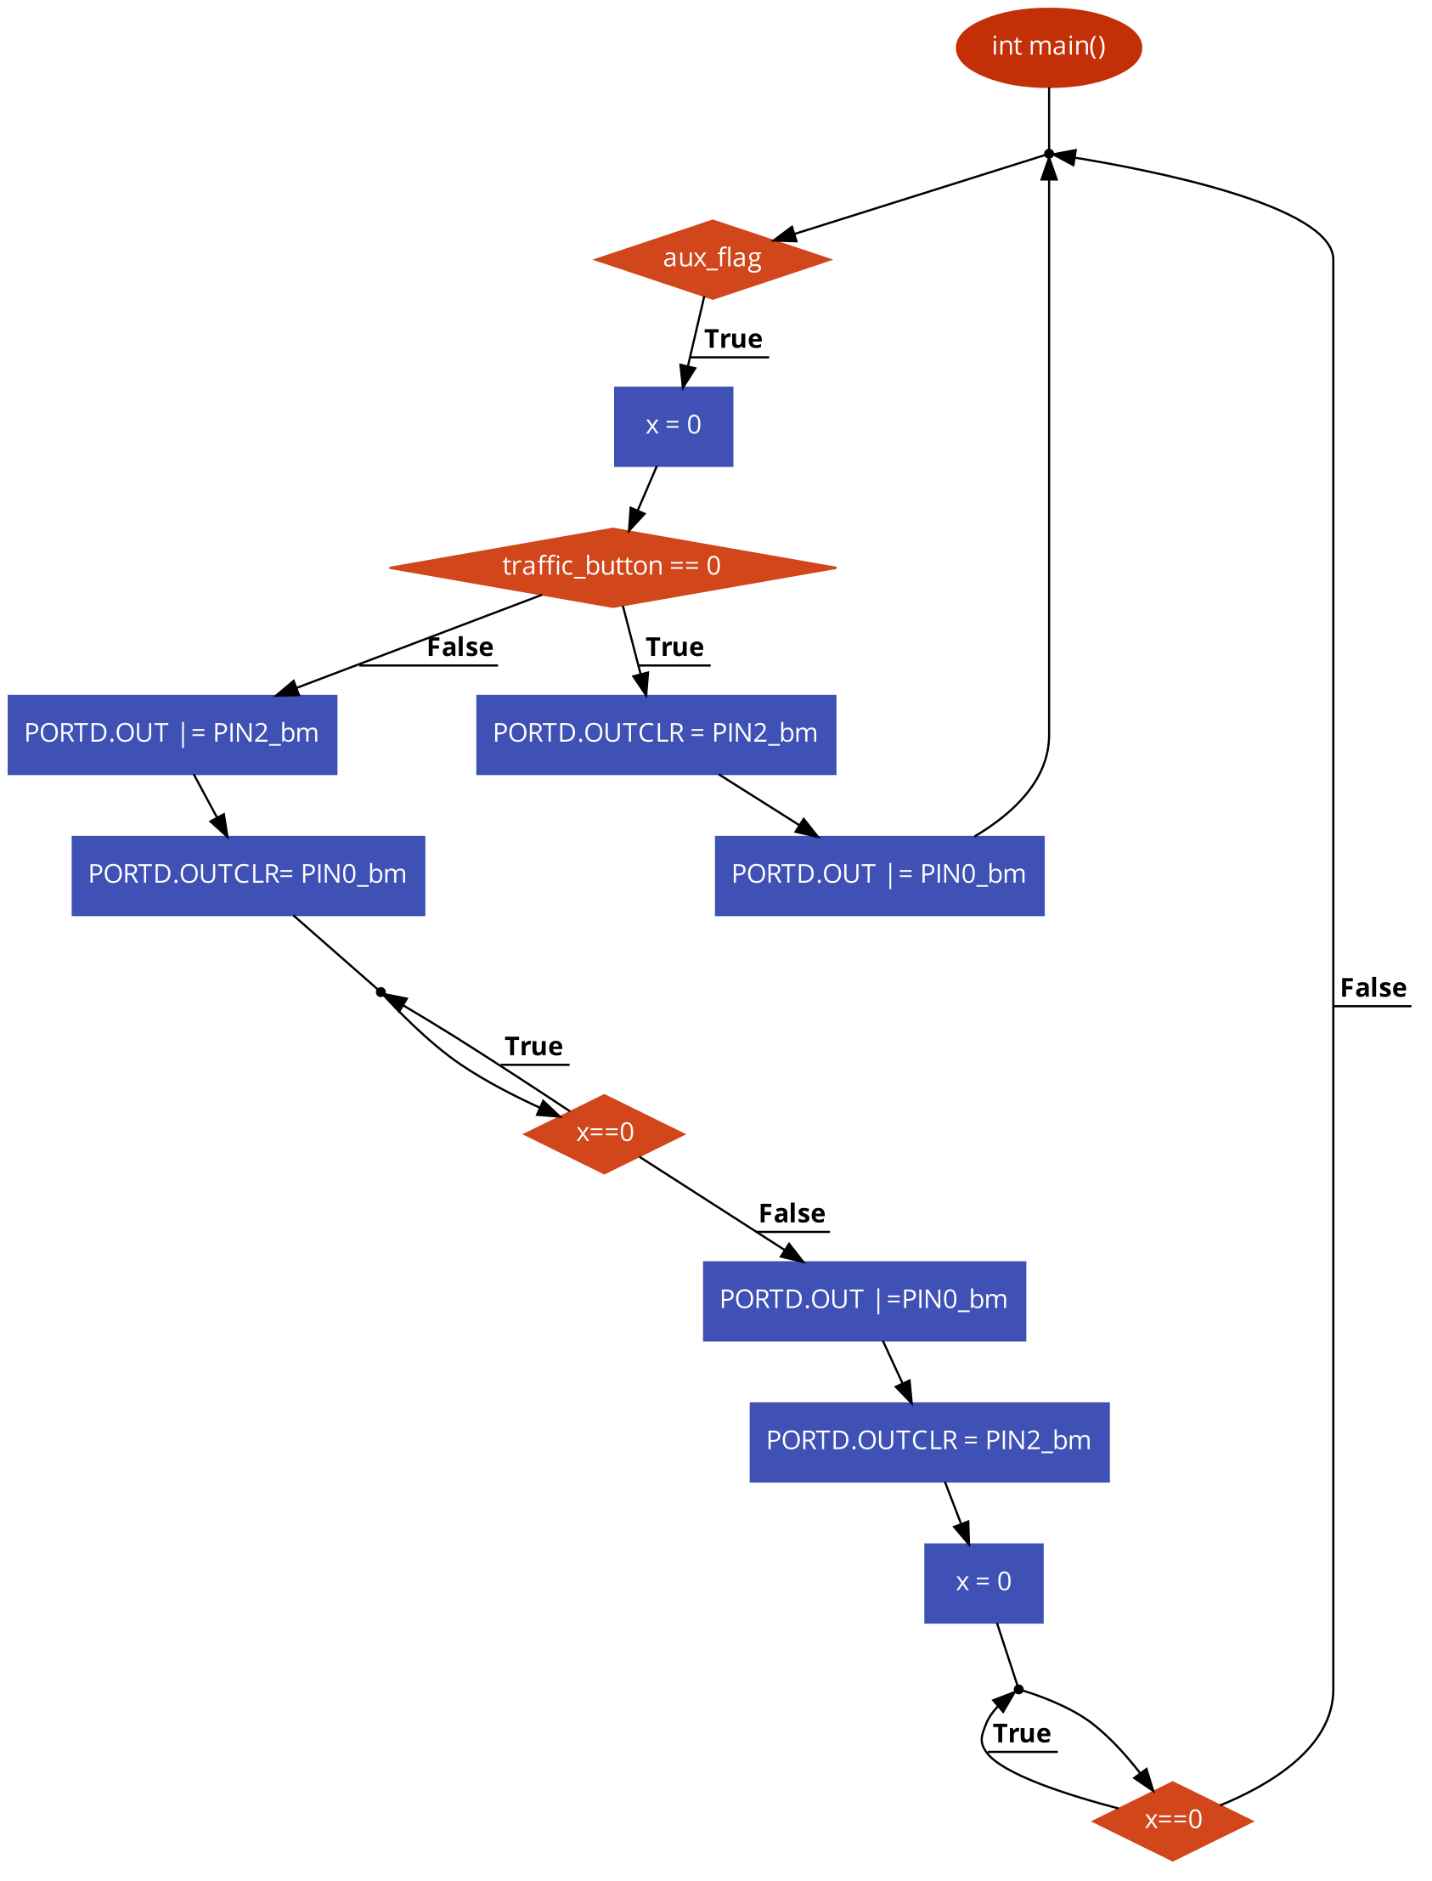 int main()
aux_flag
True
x = 0
traffic_button == 0
False
True
PORTD.OUT |= PIN2_bm
PORTD.OUTCLR = PIN2_bm
PORTD.OUTCLR= PIN0_bm
PORTD.OUT |= PIN0_bm
False
True
x==0
False
PORTD.OUT |=PIN0_bm
PORTD.OUTCLR = PIN2_bm
x = 0
True
x==0